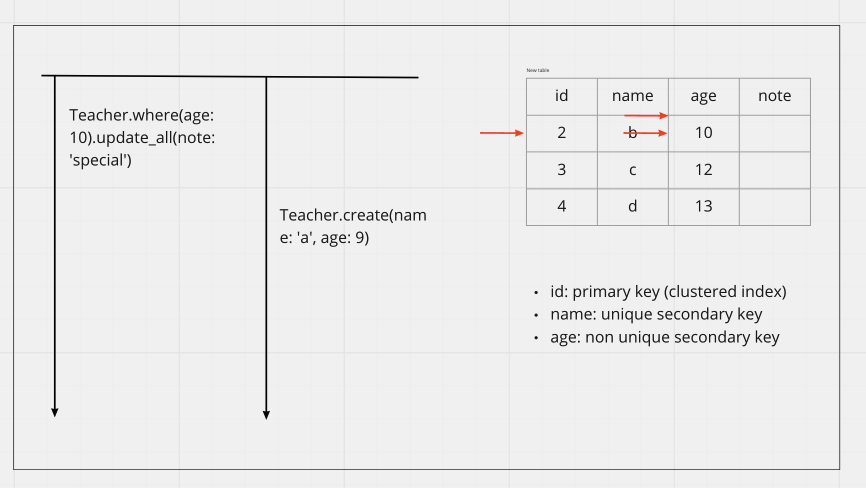 Teacher.where(age:
10).update_all(note:
'special')
Teacher.create(nam
e: 'a', age: 9)
New table
id name age note
2 b 10
3 c 12
4 d 13
• id: primary key (clustered index)
• name: unique secondary key
• age: non unique secondary key